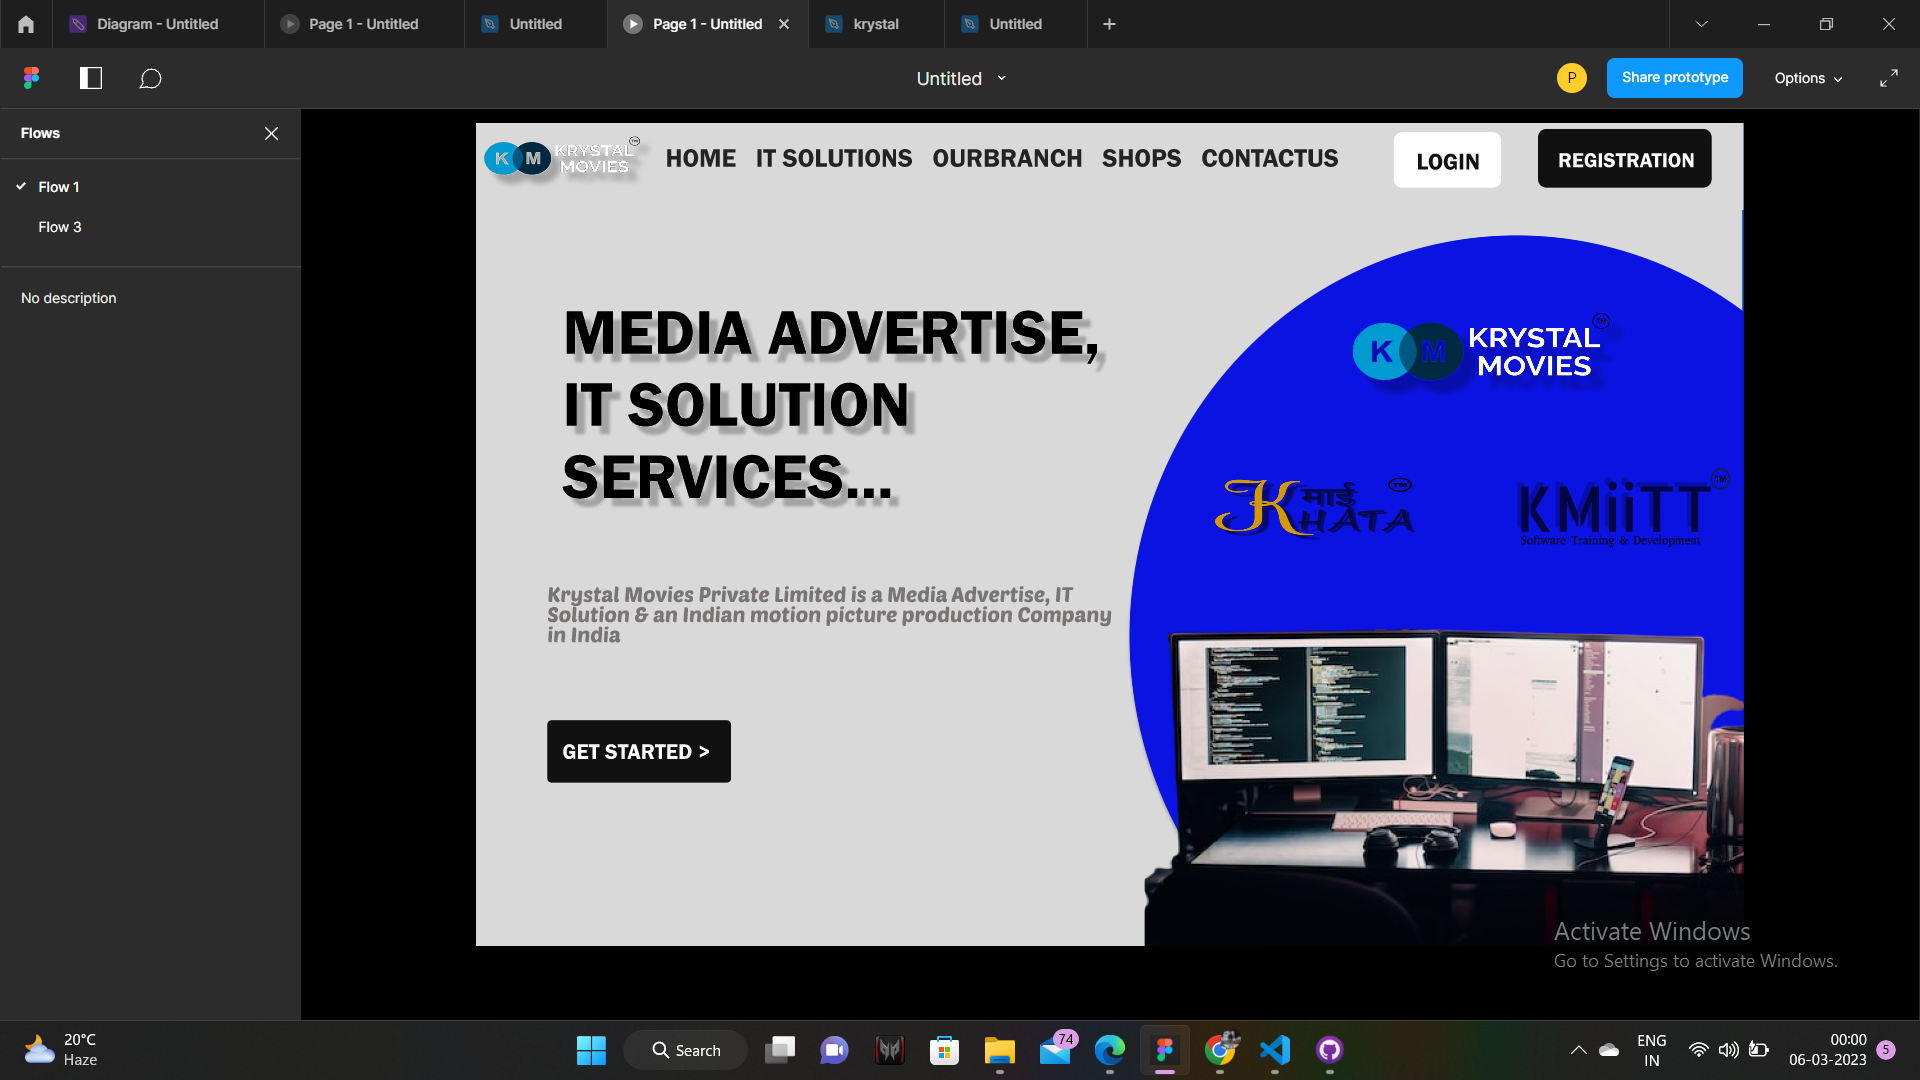 Diagram - Untitled
Page 1 - Untitled
Untitled
Page 1 - Untitled
krystal
Untitled
Untitled
P
Share prototype
Options
Flows
Flow 1
Flow 3
No description
K M KRYSTAL MOVIES TM
HOME IT SOLUTIONS OURBRANCH SHOPS CONTACTUS
LOGIN
REGISTRATION
MEDIA ADVERTISE,
IT SOLUTION
SERVICES...
Krystal Movies Private Limited is a Media Advertise, IT
Solution & an Indian motion picture production Company
in India
GET STARTED >
K M KRYSTAL TM
MOVIES
K माई TM
HATA
KMiiTT TM
Software Training & Development
Activate Windows
Go to Settings to activate Windows.
20°C
Haze
Search
74
ENG
IN
00:00
06-03-2023
5